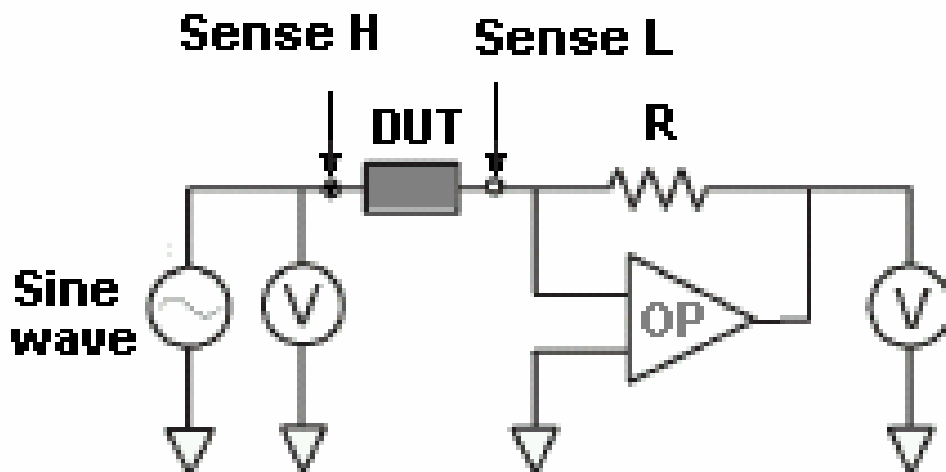 Sense H
Sense L
DUT
R
Sine
wave
V
OP
V